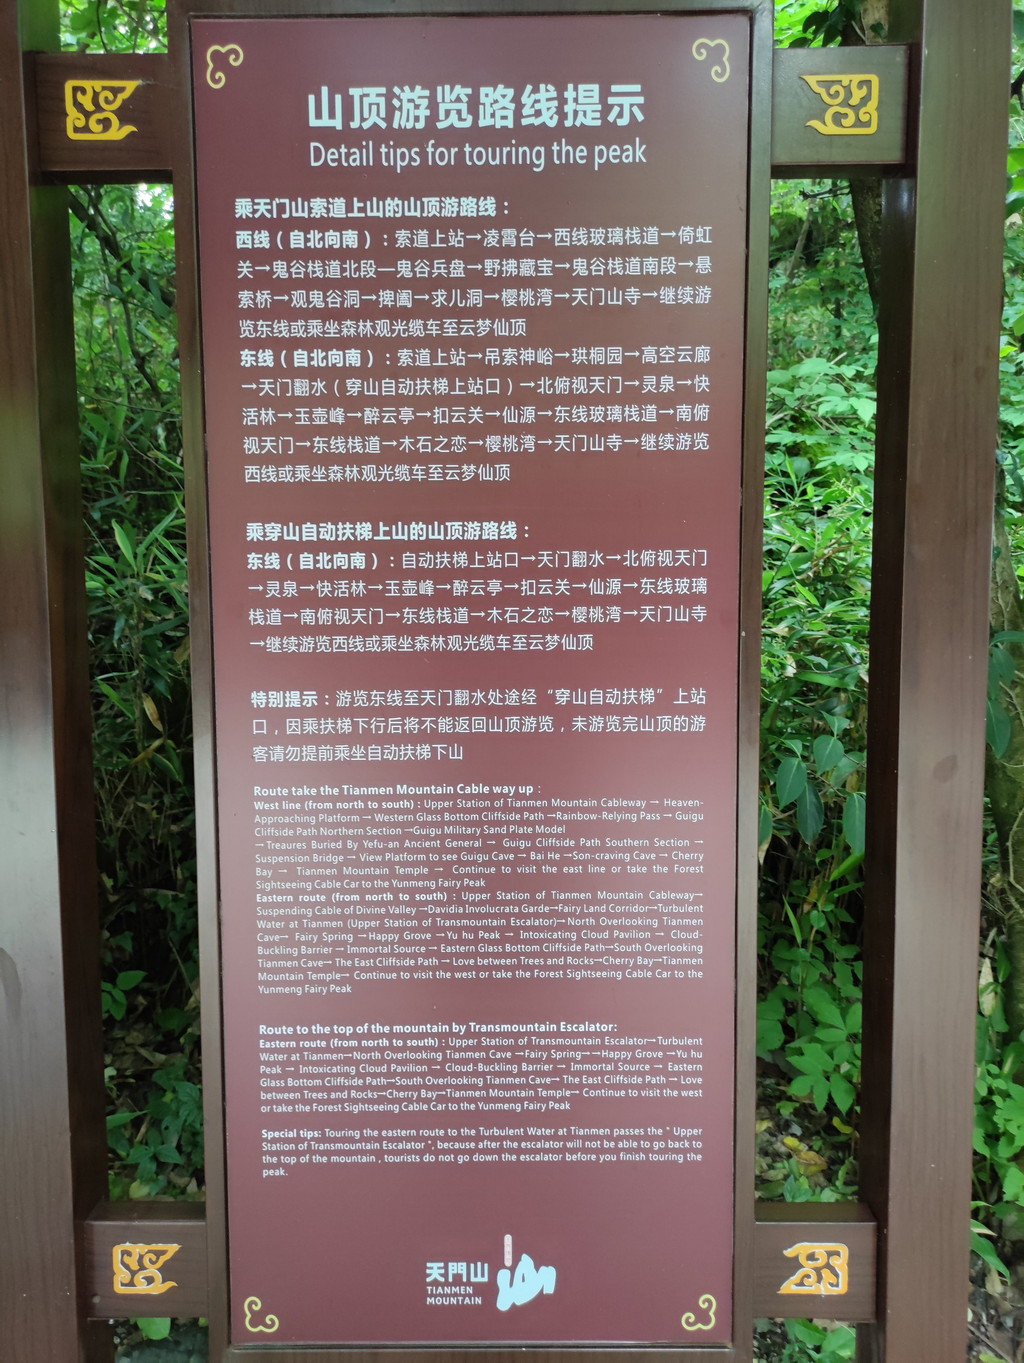 山顶游览路线提示
Detail tips for touring the peak
乘天门山索道上山的山顶游路线：
西线（自北向南）：索道上站→凌霄台→西线玻璃栈道→倚虹
关→鬼谷栈道北段—鬼谷兵盘→野拂藏宝→鬼谷栈道南段→悬
索桥→观鬼谷洞→捭阖→求儿洞→樱桃湾→天门山寺→继续游
览东线或乘坐森林观光缆车至云梦仙顶
东线（自北向南）：索道上站→吊索神峪→珙桐园→高空云廊
→天门翻水（穿山自动扶梯上站口）→北俯视天门→灵泉→快
活林→玉壶峰→醉云亭→扣云关→仙源→东线玻璃栈道→南俯
视天门→东线栈道→木石之恋→樱桃湾→天门山寺→继续游览
西线或乘坐森林观光缆车至云梦仙顶
乘穿山自动扶梯上山的山顶游路线：
东线（自北向南）：自动扶梯上站口→天门翻水→北俯视天门
→灵泉→快活林→玉壶峰→醉云亭→扣云关→仙源→东线玻璃
栈道→南俯视天门→东线栈道→木石之恋→樱桃湾→天门山寺
→继续游览西线或乘坐森林观光缆车至云梦仙顶
特别提示：游览东线至天门翻水处途经“穿山自动扶梯”上站
口，因乘扶梯下行后将不能返回山顶游览，未游览完山顶的游
客请勿提前乘坐自动扶梯下山
Route take the Tianmen Mountain Cable way up :
West line (from north to south) : Upper Station of Tianmen Mountain Cableway → Heaven-
Approaching Platform → Western Glass Bottom Cliffside Path →Rainbow-Relying Pass → Guigu
Cliffside Path Northern Section →Guigu Military Sand Plate Model
→Treaures Buried By Yefu-an Ancient General → Guigu Cliffside Path Southern Section →
Suspension Bridge → View Platform to see Guigu Cave → Bai He →Son-craving Cave → Cherry
Bay → Tianmen Mountain Temple → Continue to visit the east line or take the Forest
Sightseeing Cable Car to the Yunmeng Fairy Peak
Eastern route (from north to south) : Upper Station of Tianmen Mountain Cableway→
Suspending Cable of Divine Valley →Davidia Involucrata Garde→Fairy Land Corridor→Turbulent
Water at Tianmen (Upper Station of Transmountain Escalator)→North Overlooking Tianmen
Cave→ Fairy Spring →Happy Grove →Yu hu Peak → Intoxicating Cloud Pavilion → Cloud-
Buckling Barrier → Immortal Source → Eastern Glass Bottom Cliffside Path→South Overlooking
Tianmen Cave→ The East Cliffside Path → Love between Trees and Rocks→Cherry Bay→Tianmen
Mountain Temple→ Continue to visit the west or take the Forest Sightseeing Cable Car to the
Yunmeng Fairy Peak
Route to the top of the mountain by Transmountain Escalator:
Eastern route (from north to south) : Upper Station of Transmountain Escalator→Turbulent
Water at Tianmen→North Overlooking Tianmen Cave →Fairy Spring→→Happy Grove →Yu hu
Peak → Intoxicating Cloud Pavilion → Cloud-Buckling Barrier → Immortal Source → Eastern
Glass Bottom Cliffside Path→South Overlooking Tianmen Cave→ The East Cliffside Path → Love
between Trees and Rocks→Cherry Bay→Tianmen Mountain Temple→ Continue to visit the west
or take the Forest Sightseeing Cable Car to the Yunmeng Fairy Peak
Special tips: Touring the eastern route to the Turbulent Water at Tianmen passes the " Upper
Station of Transmountain Escalator ", because after the escalator will not be able to go back to
the top of the mountain , tourists do not go down the escalator before you finish touring the
peak.
天門山
TIANMEN
MOUNTAIN